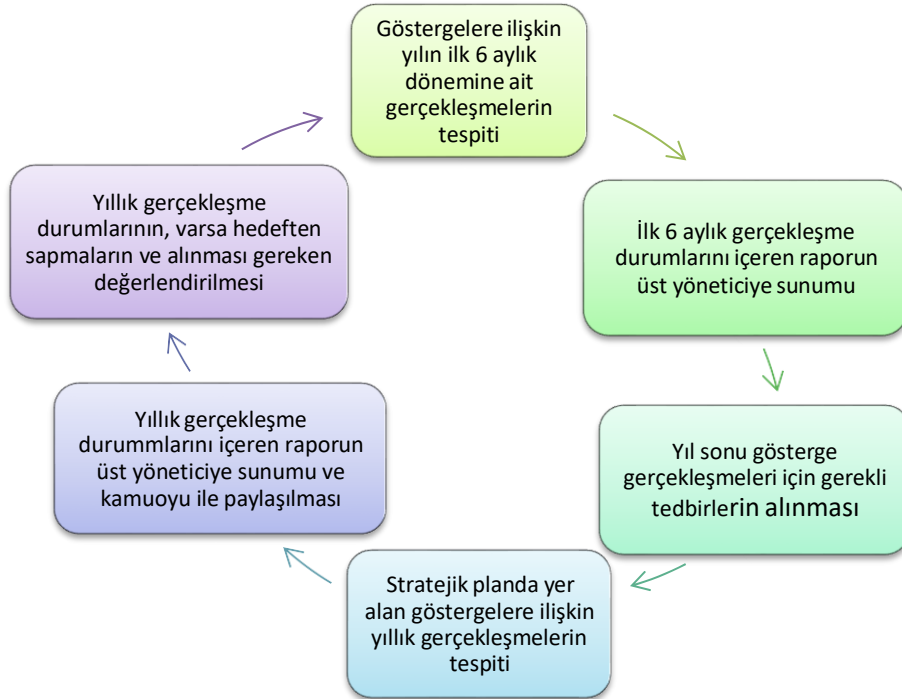 Göstergelere ilişkin
yılın ilk 6 aylık
dönemine ait
gerçekleşmelerin
tespiti
İlk 6 aylık gerçekleşme
durumlarını içeren raporun
üst yöneticiye sunumu
Yıl sonu gösterge
gerçekleşmeleri için gerekli
tedbirlerin alınması
Stratejik planda yer
alan göstergelere ilişkin
yıllık gerçekleşmelerin
tespiti
Yıllık gerçekleşme
durummlarını içeren raporun
üst yöneticiye sunumu ve
kamuoyu ile paylaşılması
Yıllık gerçekleşme
durumlarının, varsa hedeften
sapmaların ve alınması gereken
değerlendirilmesi